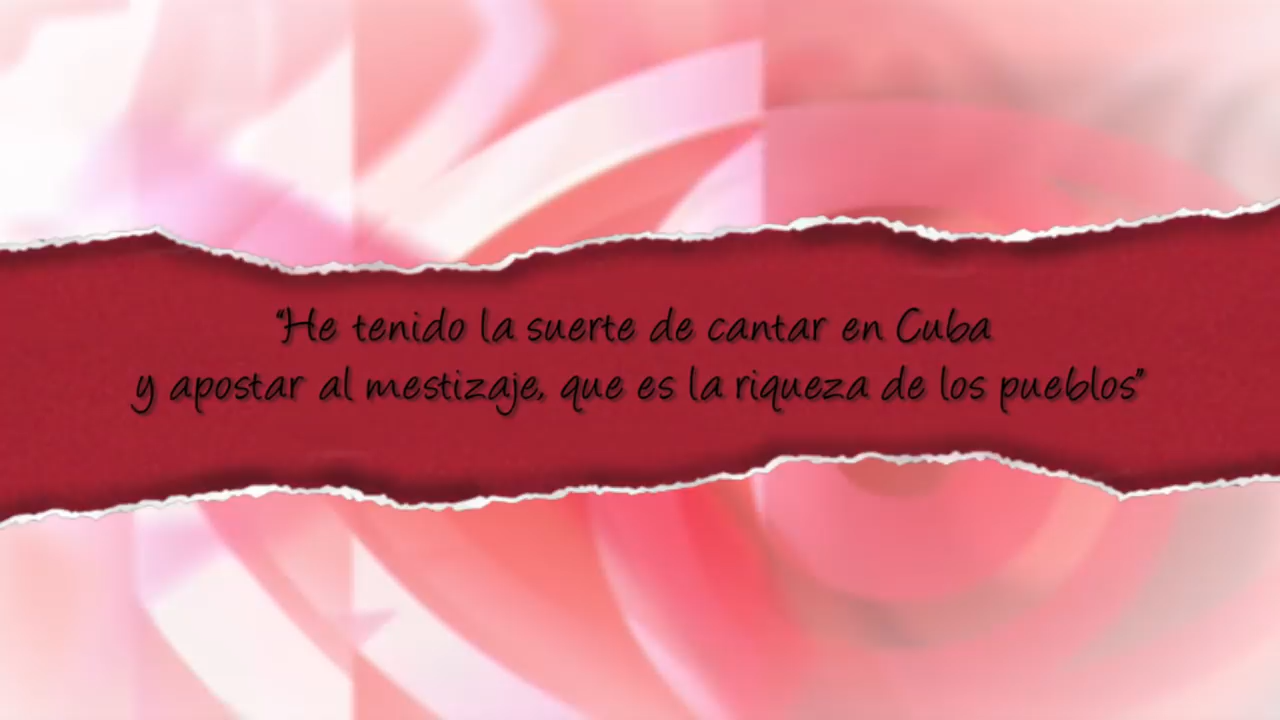 “He tenido la suerte de cantar en Cuba
y apostar al mestizaje, que es la riqueza de los pueblos”